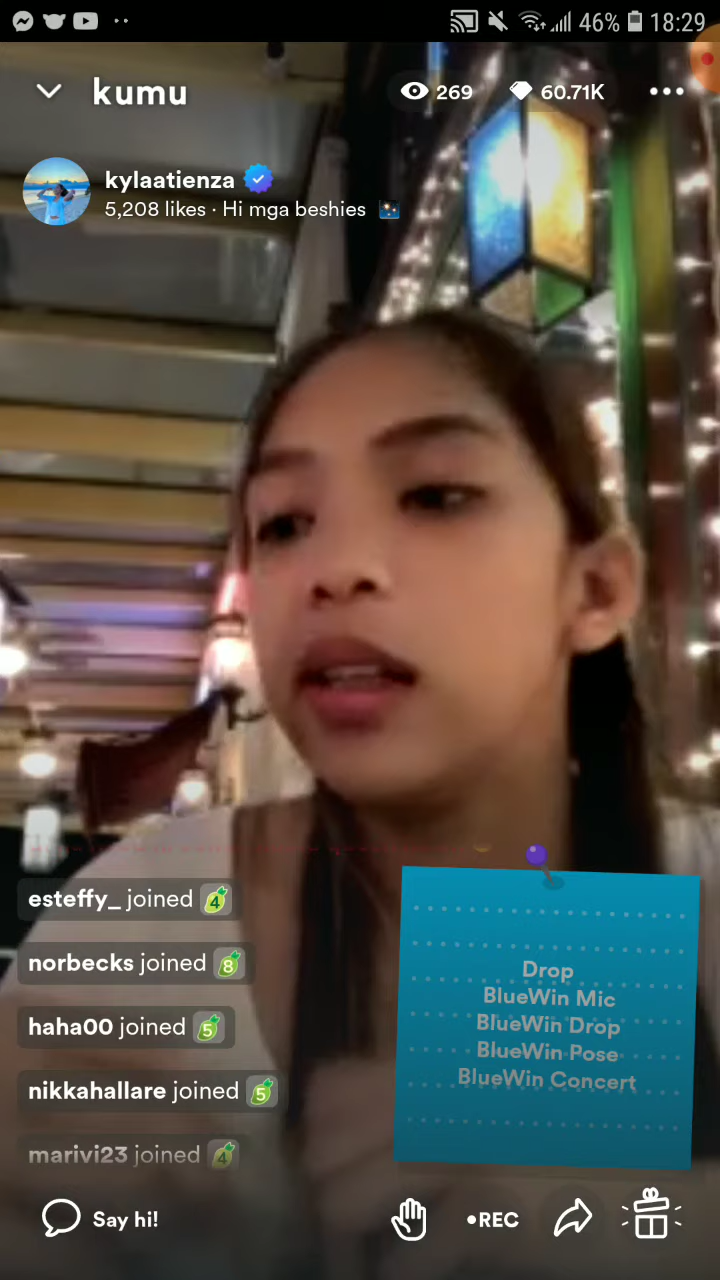 46% 18:29
kumu 269 60.71K
kylaatienza
5,208 likes · Hi mga beshies
esteffy_ joined 4
norbecks joined 8
haha00 joined 5
nikkahallare joined 5
marivi23 joined 4
Drop
BlueWin Mic
BlueWin Drop
BlueWin Pose
BlueWin Concert
Say hi!
•REC